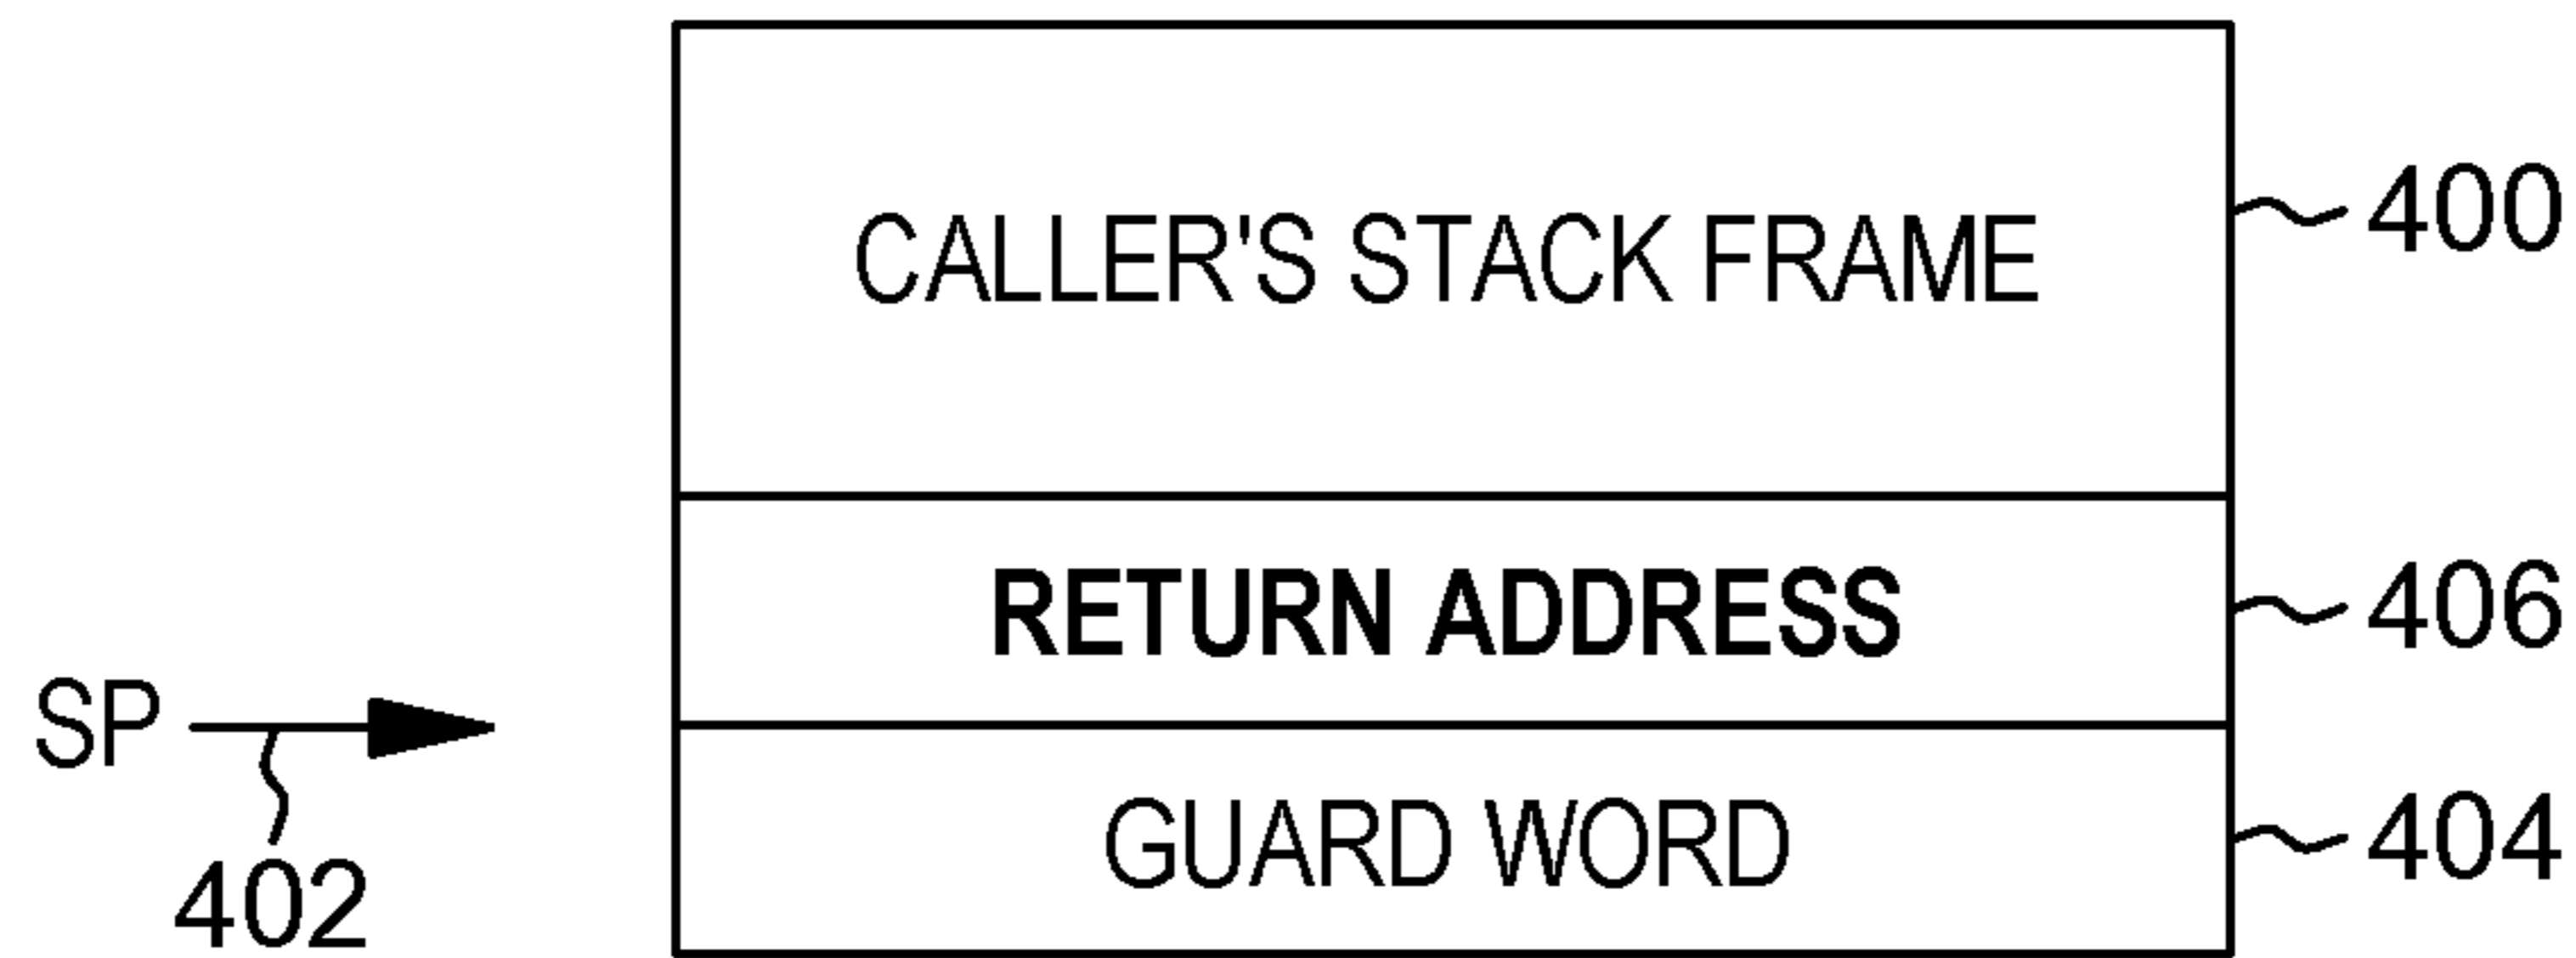 CALLER'S STACK FRAME
400
RETURN ADDRESS
406
SP
402
GUARD WORD
404